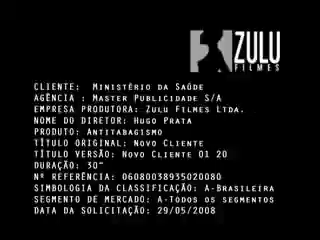 ZULU
FILMES
CLIENTE: Ministério da Saúde
AGÊNCIA : Master Publicidade S/A
EMPRESA PRODUTORA: Zulu Filmes Ltda.
NOME DO DIRETOR: Hugo Prata
PRODUTO: Antitabagismo
TÍTULO ORIGINAL: Novo Cliente
TÍTULO VERSÃO: Novo Cliente 01 20
DURAÇÃO: 30"
Nº REFERÊNCIA: 06080038935020080
SIMBOLOGIA DA CLASSIFICAÇÃO: A-Brasileira
SEGMENTO DE MERCADO: A-Todos os segmentos
DATA DA SOLICITAÇÃO: 29/05/2008